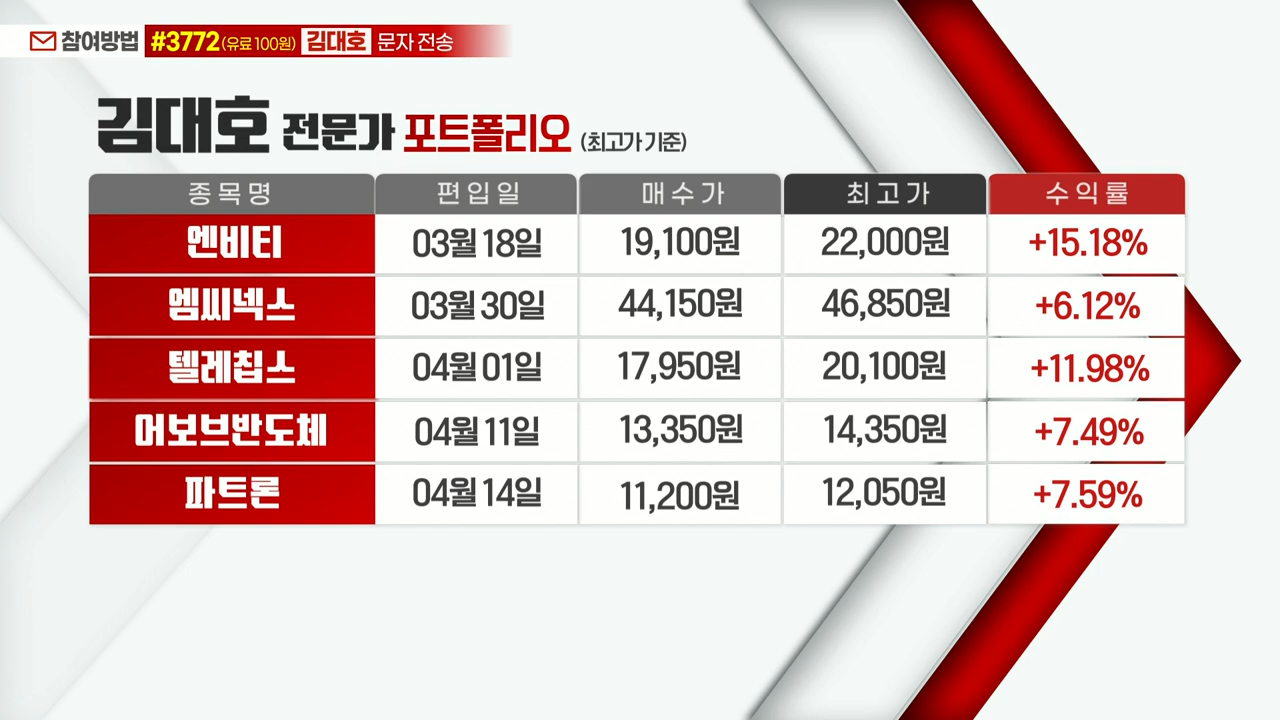 참여방법 #3772(유료 100원) 김대호 문자 전송
김대호 전문가 포트폴리오 (최고가 기준)
종목명 편입일 매수가 최고가 수익률
엔비티 03월 18일 19,100원 22,000원 +15.18%
엠씨넥스 03월 30일 44,150원 46,850원 +6.12%
텔레칩스 04월 01일 17,950원 20,100원 +11.98%
어보브반도체 04월 11일 13,350원 14,350원 +7.49%
파트론 04월 14일 11,200원 12,050원 +7.59%